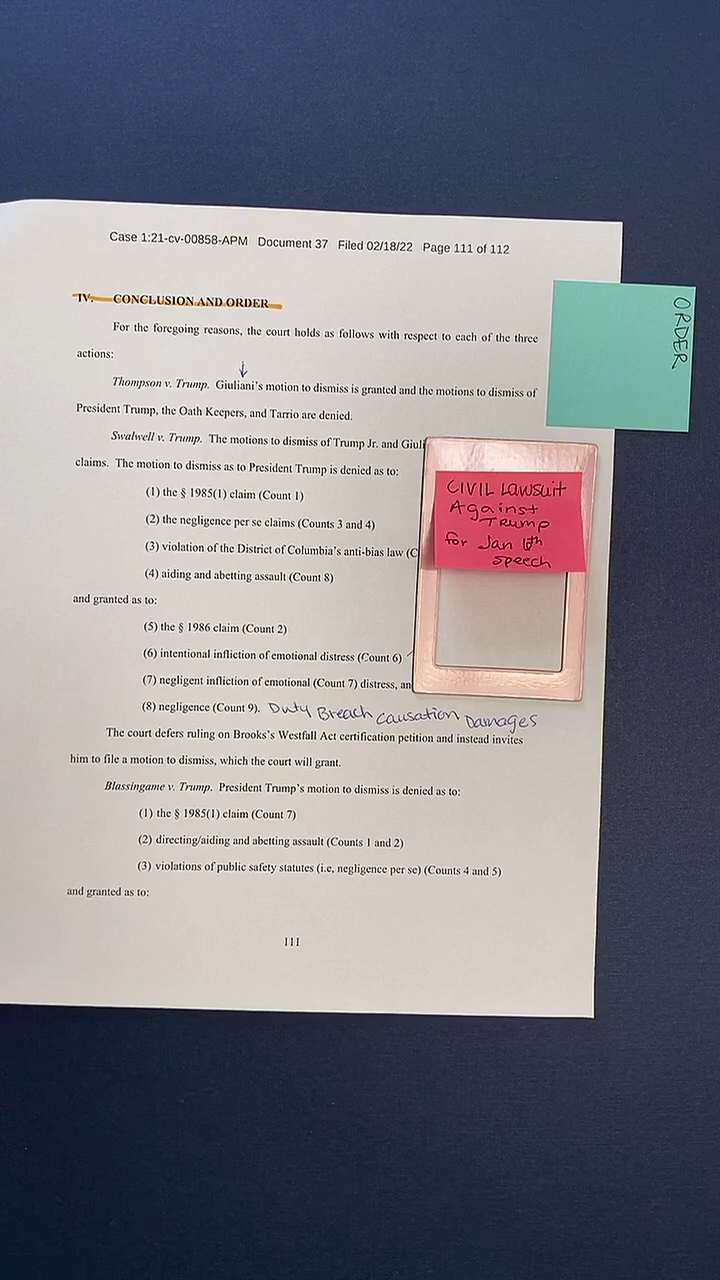 Case 1:21-cv-00858-APM Document 37 Filed 02/18/22 Page 111 of 112
ORDER
IV. CONCLUSION AND ORDER
For the foregoing reasons, the court holds as follows with respect to each of the three
actions:
Thompson v. Trump. Giuliani's motion to dismiss is granted and the motions to dismiss of
President Trump, the Oath Keepers, and Tarrio are denied.
Swalwell v. Trump. The motions to dismiss of Trump Jr. and Giuli
claims. The motion to dismiss as to President Trump is denied as to:
(1) the § 1985(1) claim (Count 1)
(2) the negligence per se claims (Counts 3 and 4)
(3) violation of the District of Columbia's anti-bias law (C
(4) aiding and abetting assault (Count 8)
CIVIL Lawsuit
Against
Trump
for Jan 6th
speech
and granted as to:
(5) the § 1986 claim (Count 2)
(6) intentional infliction of emotional distress (Count 6)
(7) negligent infliction of emotional (Count 7) distress, an
(8) negligence (Count 9). Duty Breach causation Damages
The court defers ruling on Brooks's Westfall Act certification petition and instead invites
him to file a motion to dismiss, which the court will grant.
Blassingame v. Trump. President Trump's motion to dismiss is denied as to:
(1) the § 1985(1) claim (Count 7)
(2) directing/aiding and abetting assault (Counts 1 and 2)
(3) violations of public safety statutes (i.e, negligence per se) (Counts 4 and 5)
and granted as to:
111